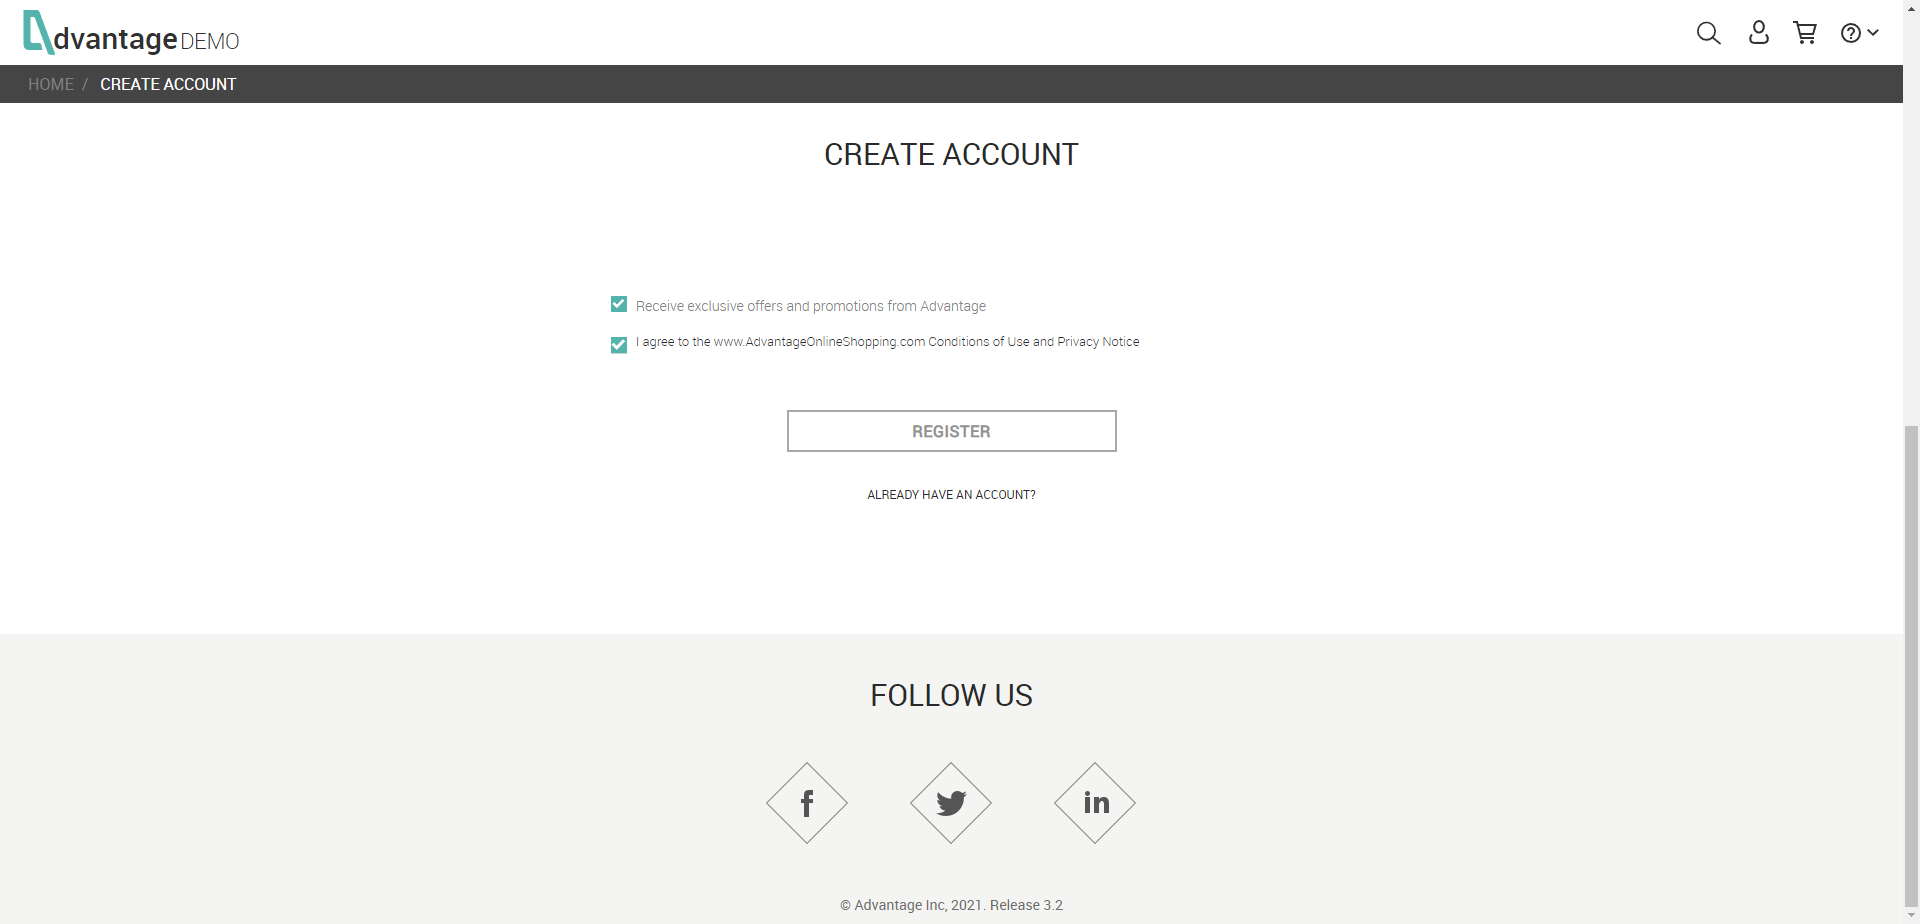 dvantage DEMO
HOME / CREATE ACCOUNT
CREATE ACCOUNT
Receive exclusive offers and promotions from Advantage
I agree to the www.AdvantageOnlineShopping.com Conditions of Use and Privacy Notice
REGISTER
ALREADY HAVE AN ACCOUNT?
FOLLOW US
f
in
© Advantage Inc, 2021. Release 3.2